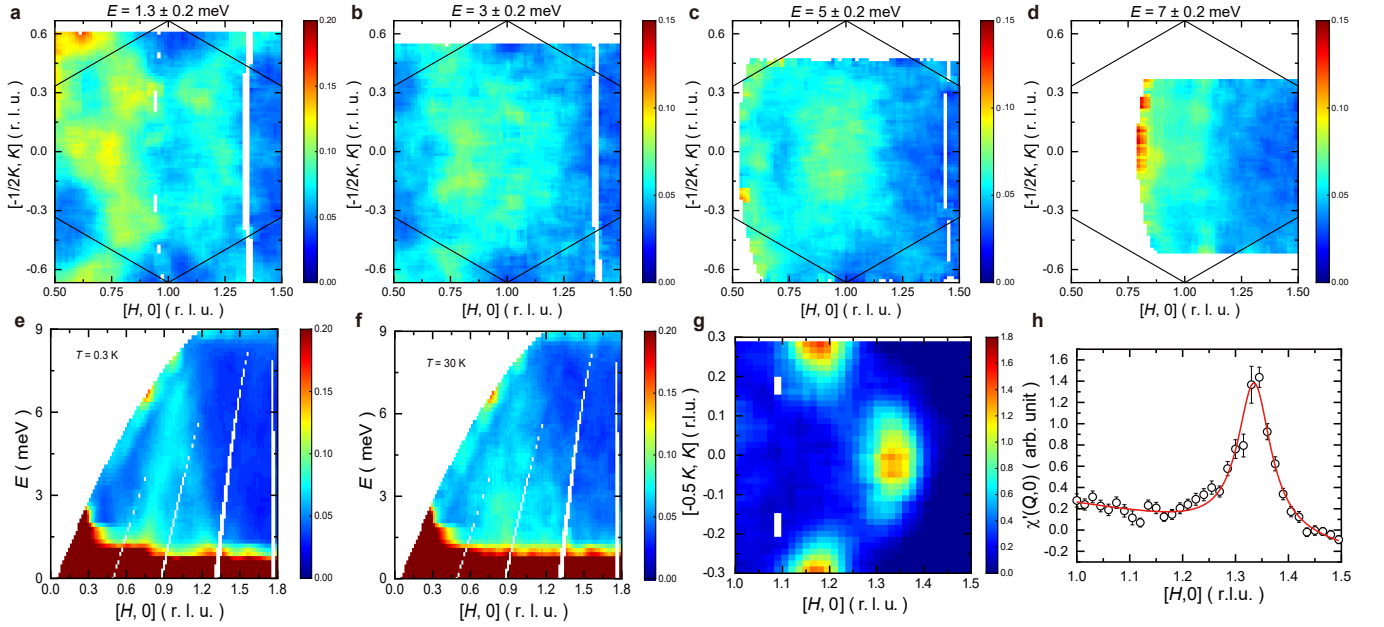 a
E = 1.3 ± 0.2 meV
0.6
0.3
0.0
-0.3
-0.6
[-1/2K, K] ( r. l. u.)
0.50 0.75 1.00 1.25 1.50
[H, 0] ( r. l. u.)
0.20
0.15
0.10
0.05
0.00
b
E = 3 ± 0.2 meV
0.6
0.3
0.0
-0.3
-0.6
[-1/2K, K] ( r. l. u.)
0.50 0.75 1.00 1.25 1.50
[H, 0] ( r. l. u.)
0.15
0.10
0.05
0.00
c
E = 5 ± 0.2 meV
0.6
0.3
0.0
-0.3
-0.6
[-1/2K, K] ( r. l. u.)
0.50 0.75 1.00 1.25 1.50
[H, 0] ( r. l. u.)
0.15
0.10
0.05
0.00
d
E = 7 ± 0.2 meV
0.6
0.3
0.0
-0.3
-0.6
[-1/2K, K] ( r. l. u.)
0.50 0.75 1.00 1.25 1.50
[H, 0] ( r. l. u.)
0.15
0.10
0.05
0.00
e
T = 0.3 K
9
6
3
0
E ( meV )
0.0 0.3 0.6 0.9 1.2 1.5 1.8
[H, 0] ( r. l. u.)
0.20
0.15
0.10
0.05
0.00
f
T = 30 K
9
6
3
0
E ( meV )
0.0 0.3 0.6 0.9 1.2 1.5 1.8
[H, 0] ( r. l. u.)
0.20
0.15
0.10
0.05
0.00
g
0.3
0.2
0.1
0.0
-0.1
-0.2
-0.3
[-0.5 K, K] ( r.l.u.)
1.0 1.1 1.2 1.3 1.4 1.5
[H, 0] ( r. l. u.)
1.8
1.6
1.4
1.2
1.0
0.8
0.6
0.4
0.2
0.0
h
1.8
1.6
1.4
1.2
1.0
0.8
0.6
0.4
0.2
0.0
-0.2
χ'(Q,0) ( arb. unit )
1.0 1.1 1.2 1.3 1.4 1.5
[H,0] ( r.l.u.)